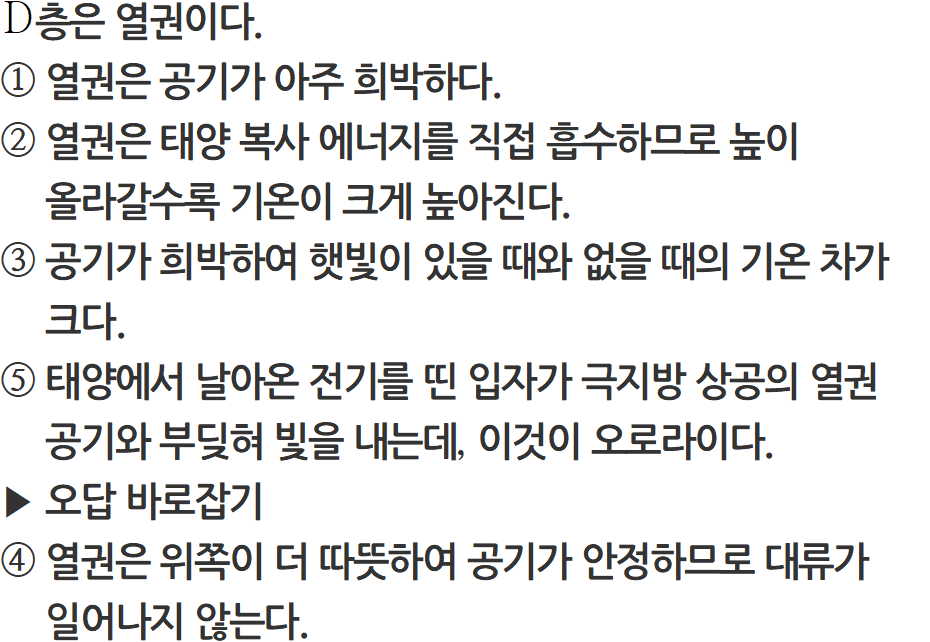 D층은 열권이다.
① 열권은 공기가 아주 희박하다.
② 열권은 태양 복사 에너지를 직접 흡수하므로 높이
올라갈수록 기온이 크게 높아진다.
③ 공기가 희박하여 햇빛이 있을 때와 없을 때의 기온 차가
크다.
⑤ 태양에서 날아온 전기를 띤 입자가 극지방 상공의 열권
공기와 부딪혀 빛을 내는데, 이것이 오로라이다.
▶ 오답 바로잡기
④ 열권은 위쪽이 더 따뜻하여 공기가 안정하므로 대류가
일어나지 않는다.